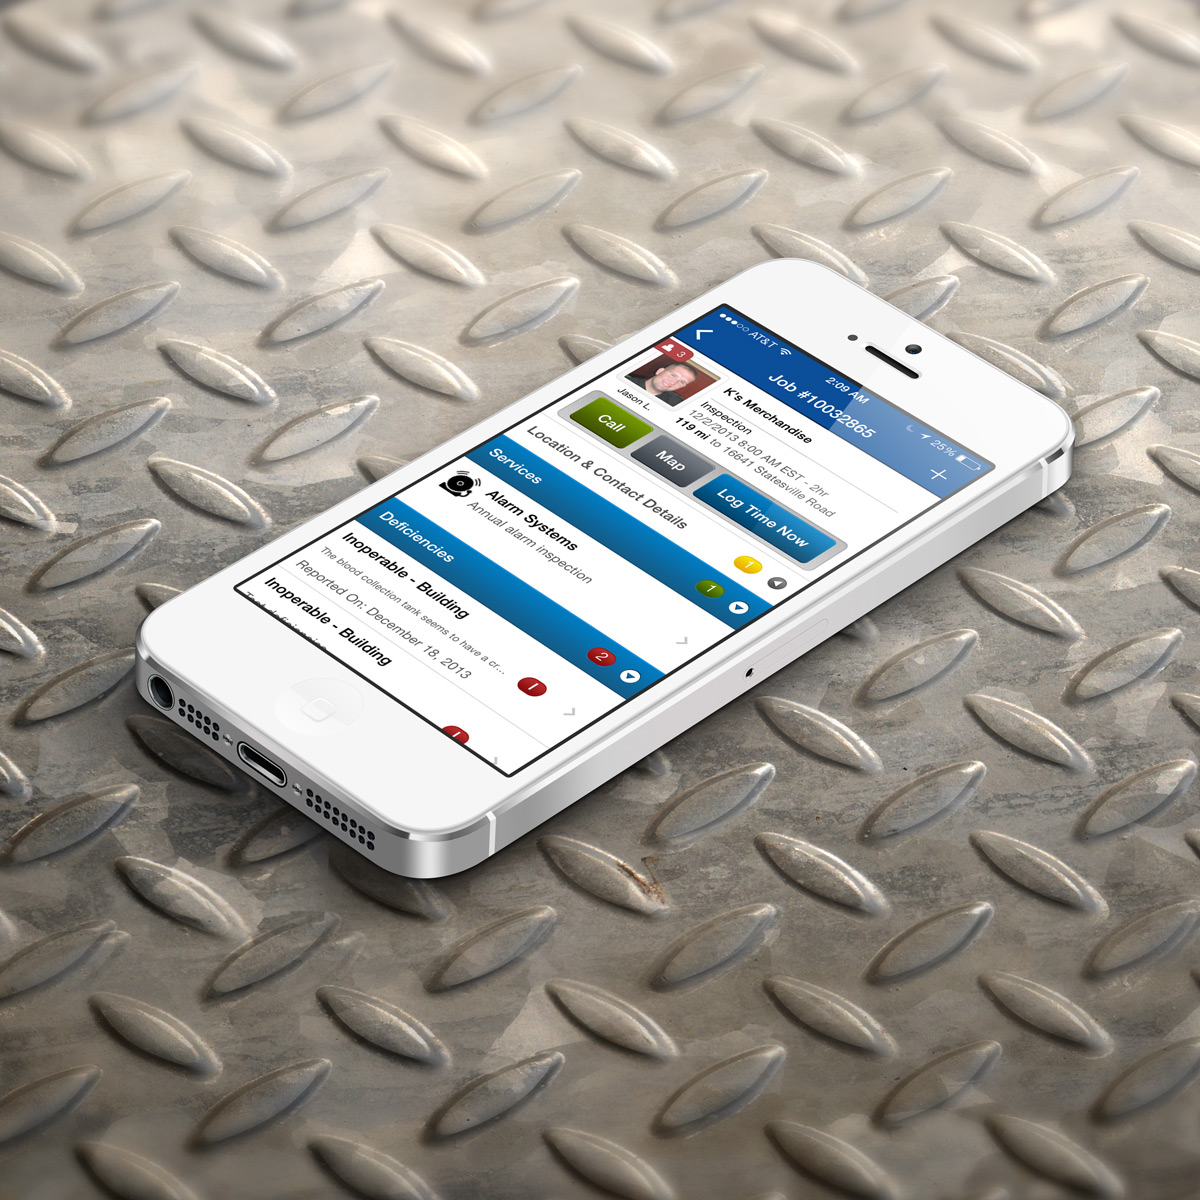 AT&T
2:09 AM
25%
Job #10032865
3
Jason L.
K's Merchandise
Inspection
12/2/2013 8:00 AM EST - 2hr
119 mi to 16641 Statesville Road
Call
Map
Log Time Now
Location & Contact Details
1
Services
1
Alarm Systems
Annual alarm inspection
Deficiencies
2
Inoperable - Building
The blood collection tank seems to have a cr...
Reported On: December 18, 2013
1
Inoperable - Building